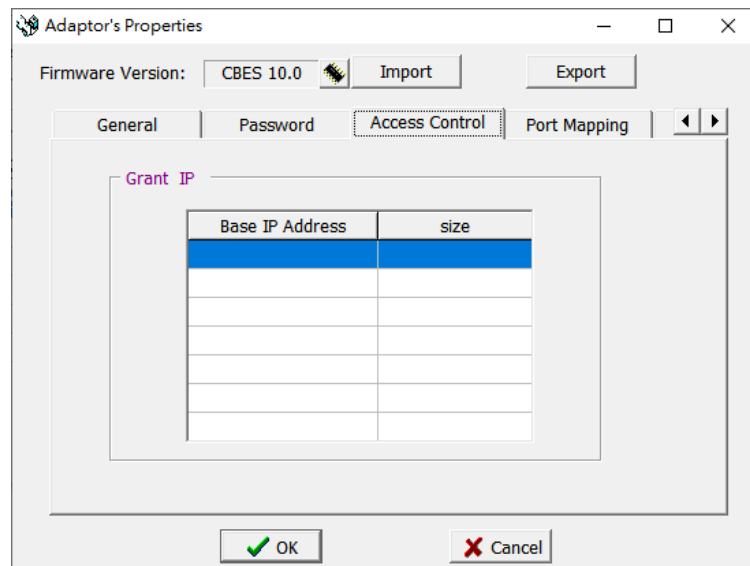 Adaptor's Properties
Firmware Version: CBES 10.0 Import Export
General Password Access Control Port Mapping
Grant IP
Base IP Address size
OK Cancel